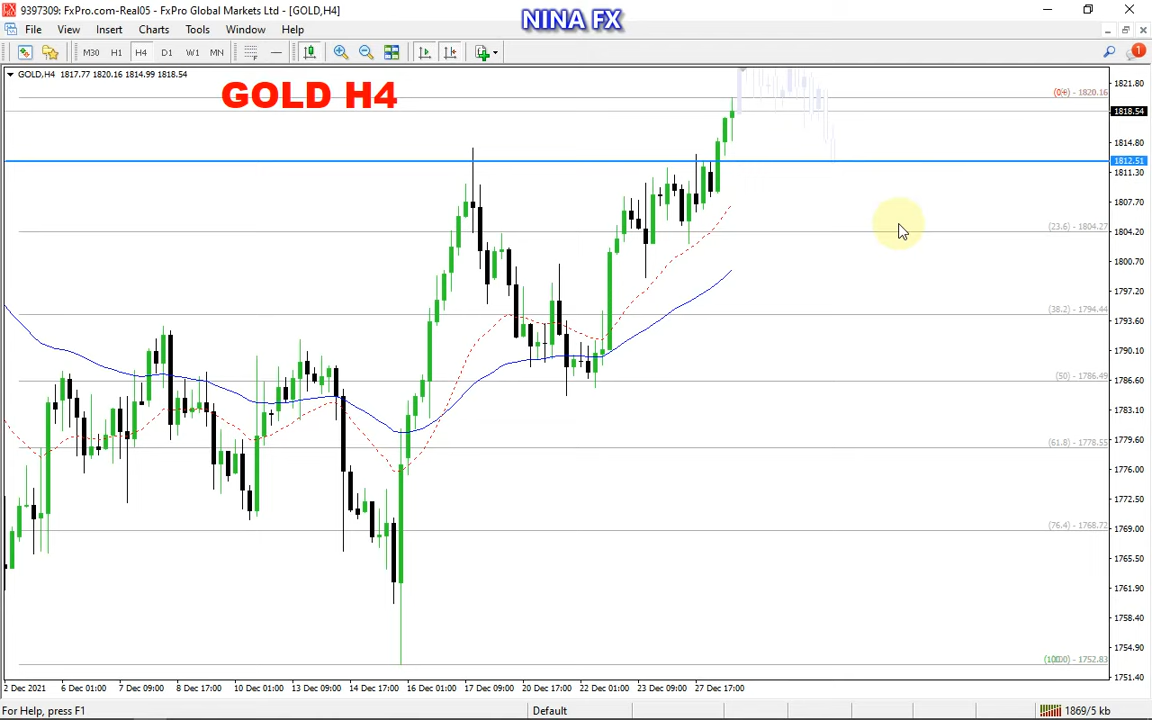 9397309: FxPro.com-Real05 - FxPro Global Markets Ltd - [GOLD,H4]
NINA FX
File View Insert Charts Tools Window Help
M30 H1 H4 D1 W1 MN
1
GOLD,H4 1817.77 1820.16 1814.99 1818.54
GOLD H4
1821.80
1820.16
1818.54
1814.80
1812.51
1811.30
1807.70
(23.6) - 1804.27
1804.20
1800.70
1797.20
(38.2) - 1794.44
1793.60
1790.10
(50) - 1786.49
1786.60
1783.10
(61.8) - 1778.55
1779.60
1776.00
1772.50
(76.4) - 1768.72
1769.00
1765.50
1761.90
1758.40
1754.90
1752.83
1751.40
2 Dec 2021 6 Dec 01:00 7 Dec 09:00 8 Dec 17:00 10 Dec 01:00 13 Dec 09:00 14 Dec 17:00 16 Dec 01:00 17 Dec 09:00 20 Dec 17:00 22 Dec 01:00 23 Dec 09:00 27 Dec 17:00
For Help, press F1
Default
1869/5 kb